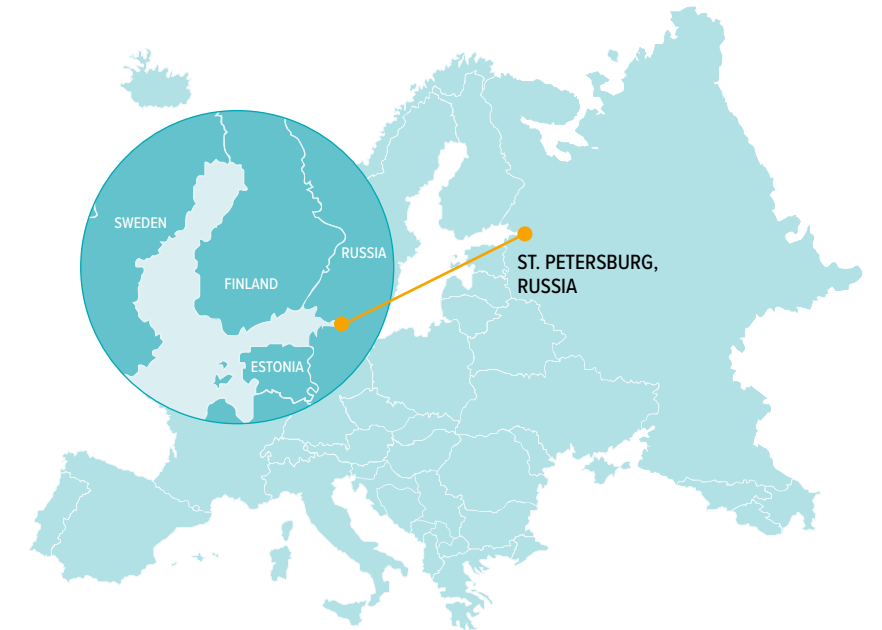 SWEDEN
RUSSIA
FINLAND
ESTONIA
ST. PETERSBURG,
RUSSIA